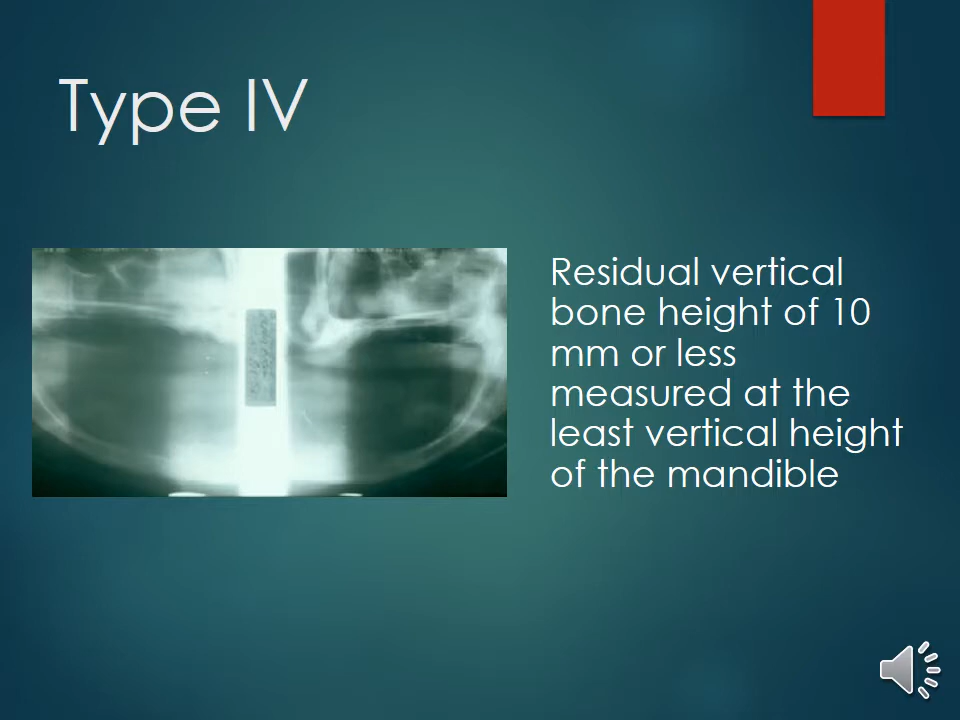 Type IV
Residual vertical
bone height of 10
mm or less
measured at the
least vertical height
of the mandible